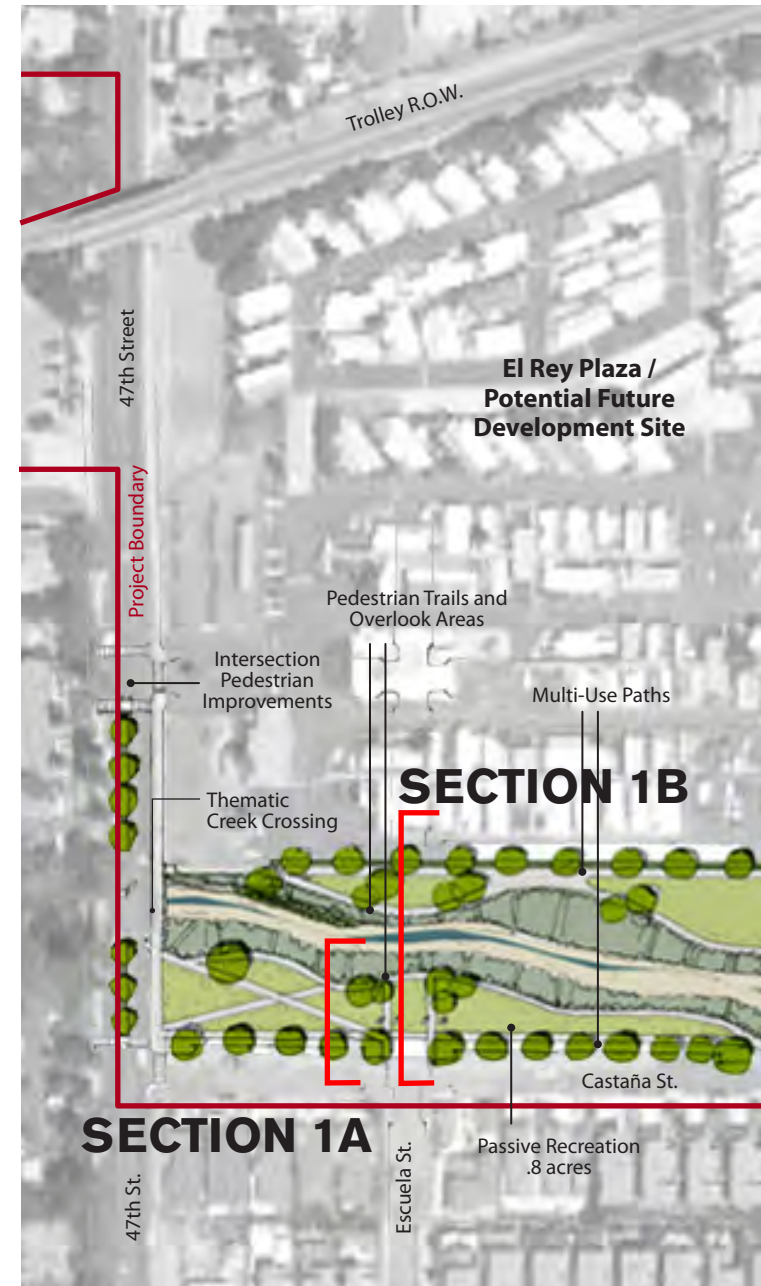 Trolley R.O.W.
47th Street
El Rey Plaza /
Potential Future
Development Site
Project Boundary
Pedestrian Trails and
Overlook Areas
Intersection
Pedestrian
Improvements
Multi-Use Paths
SECTION 1B
Thematic
Creek Crossing
Castaña St.
SECTION 1A
Passive Recreation
.8 acres
47th St.
Escuela St.